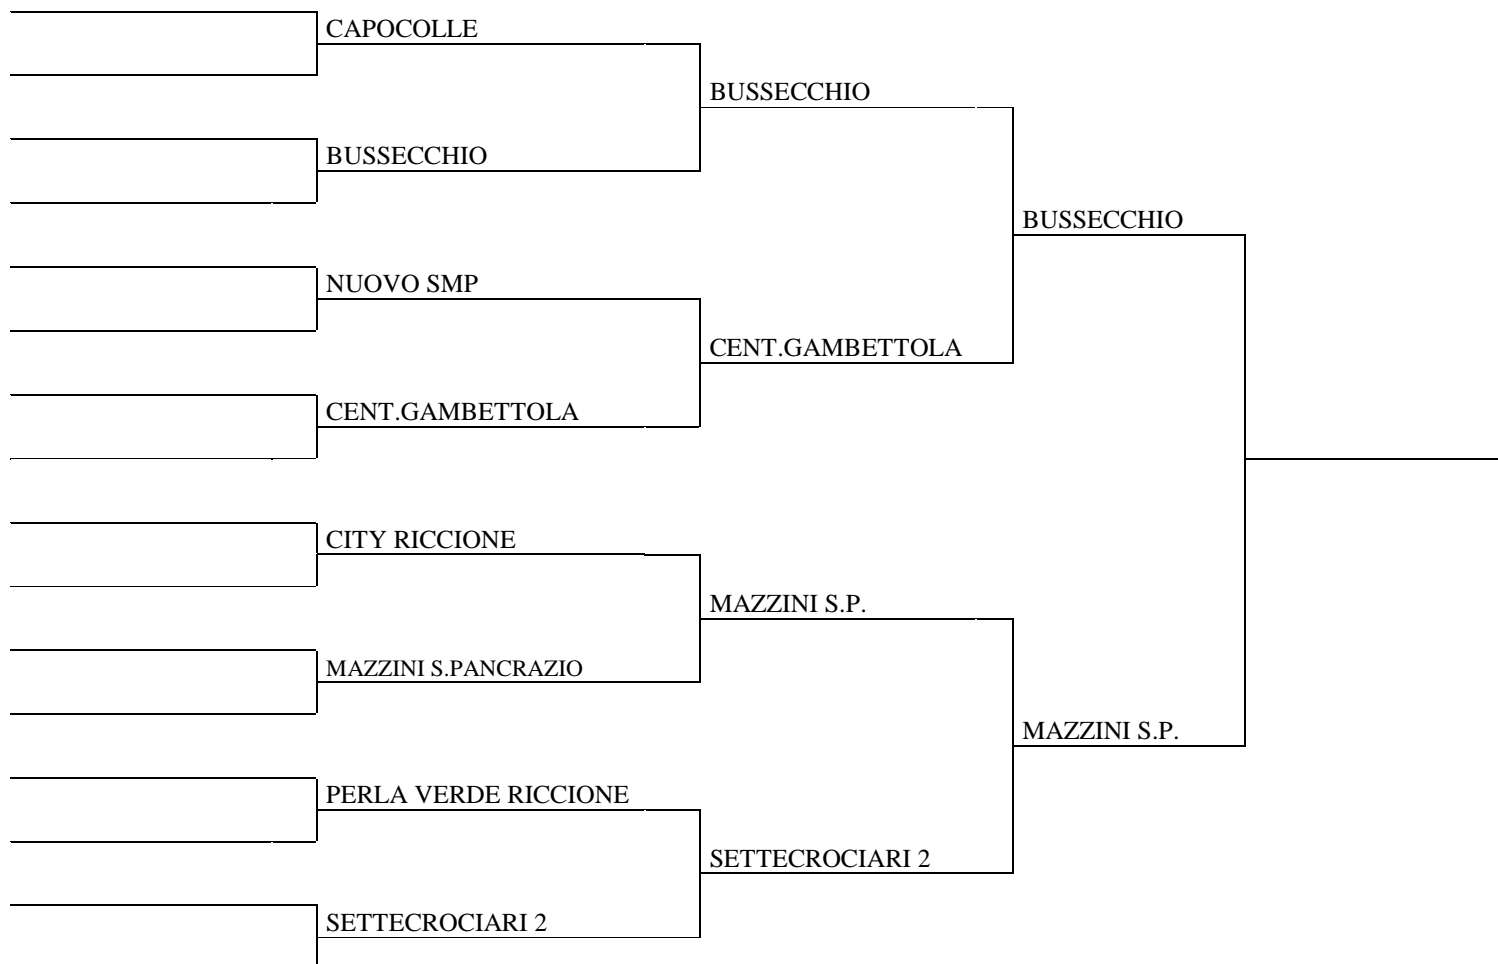 CAPOCOLLE
BUSSECCHIO
BUSSECCHIO
BUSSECCHIO
NUOVO SMP
CENT.GAMBETTOLA
CENT.GAMBETTOLA
CITY RICCIONE
MAZZINI S.P.
MAZZINI S.PANCRAZIO
MAZZINI S.P.
PERLA VERDE RICCIONE
SETTECROCIARI 2
SETTECROCIARI 2